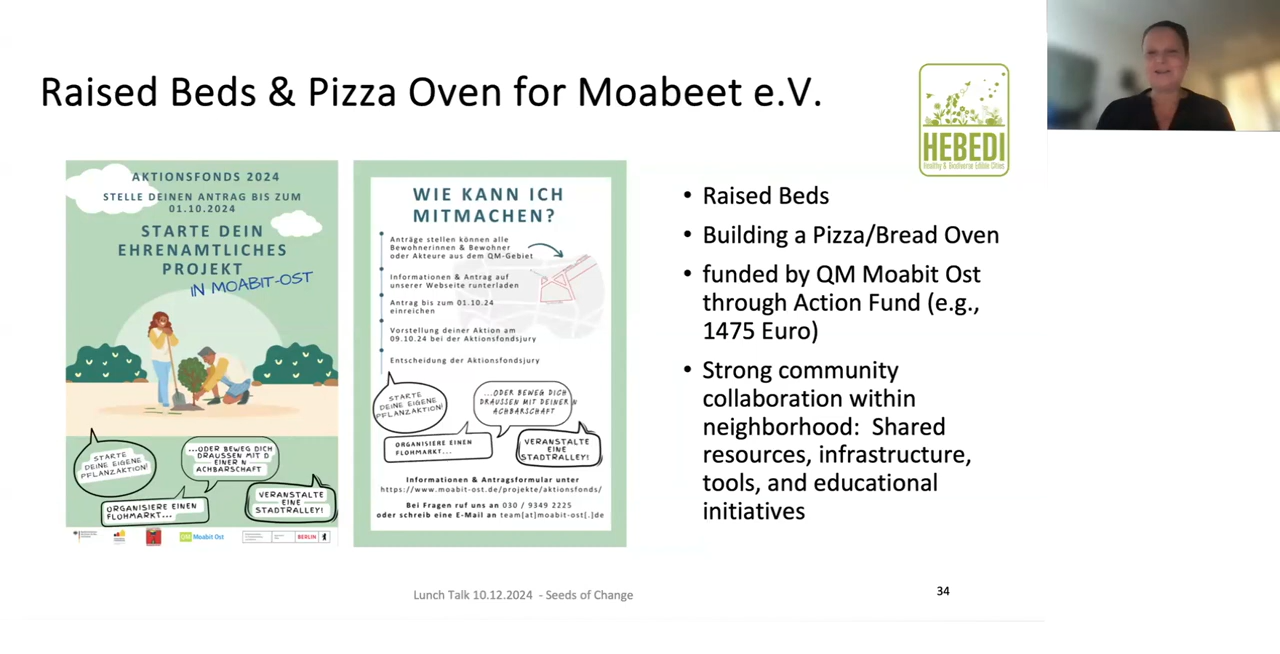 Raised Beds & Pizza Oven for Moabeet e.V.
HEBEDI
Healthy & Biodiverse Edible Cities
AKTIONSFONDS 2024
STELLE DEINEN ANTRAG BIS ZUM
01.10.2024
STARTE DEIN
EHRENAMTLICHES
PROJEKT
IN MOABIT-OST
STARTE
DEINE EIGENE
PFLANZAKTION!
...ODER BEWEG DICH
DRAUSSEN MIT D
EINER N
ACHBARSCHAFT
ORGANISIERE EINEN
FLOHMARKT...
VERANSTALTE
EINE
STADTRALLEY!
QM Moabit Ost
BERLIN
WIE KANN ICH
MITMACHEN?
Anträge stellen können alle
Bewohnerinnen & Bewohner
oder Akteure aus dem QM-Gebiet
Informationen & Antrag auf
unserer Webseite runterladen
Antrag bis zum 01.10.24
einreichen
Vorstellung deiner Aktion am
09.10.24 bei der Aktionsfondsjury
Entscheidung der Aktionsfondsjury
STARTE
DEINE EIGENE
PFLANZAKTION!
...ODER BEWEG DICH
DRAUSSEN MIT DEINER N
ACHBARSCHAFT
ORGANISIERE EINEN
FLOHMARKT...
VERANSTALTE
EINE
STADTRALLEY!
Informationen & Antragsformular unter
https://www.moabit-ost.de/projekte/aktionsfonds/
Bei Fragen ruf uns an 030 / 9349 2225
oder schreib eine E-Mail an team[at]moabit-ost[.]de
• Raised Beds
• Building a Pizza/Bread Oven
• funded by QM Moabit Ost
through Action Fund (e.g.,
1475 Euro)
• Strong community
collaboration within
neighborhood: Shared
resources, infrastructure,
tools, and educational
initiatives
Lunch Talk 10.12.2024 - Seeds of Change
34